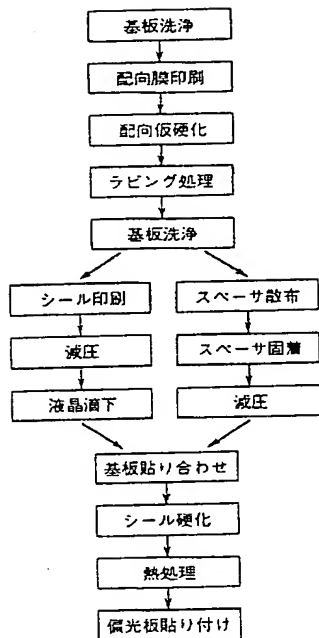 基板洗浄
配向膜印刷
配向仮硬化
ラビング処理
基板洗浄
シール印刷
スペーサ散布
減圧
スペーサ固着
液晶滴下
減圧
基板貼り合わせ
シール硬化
熱処理
偏光板貼り付け